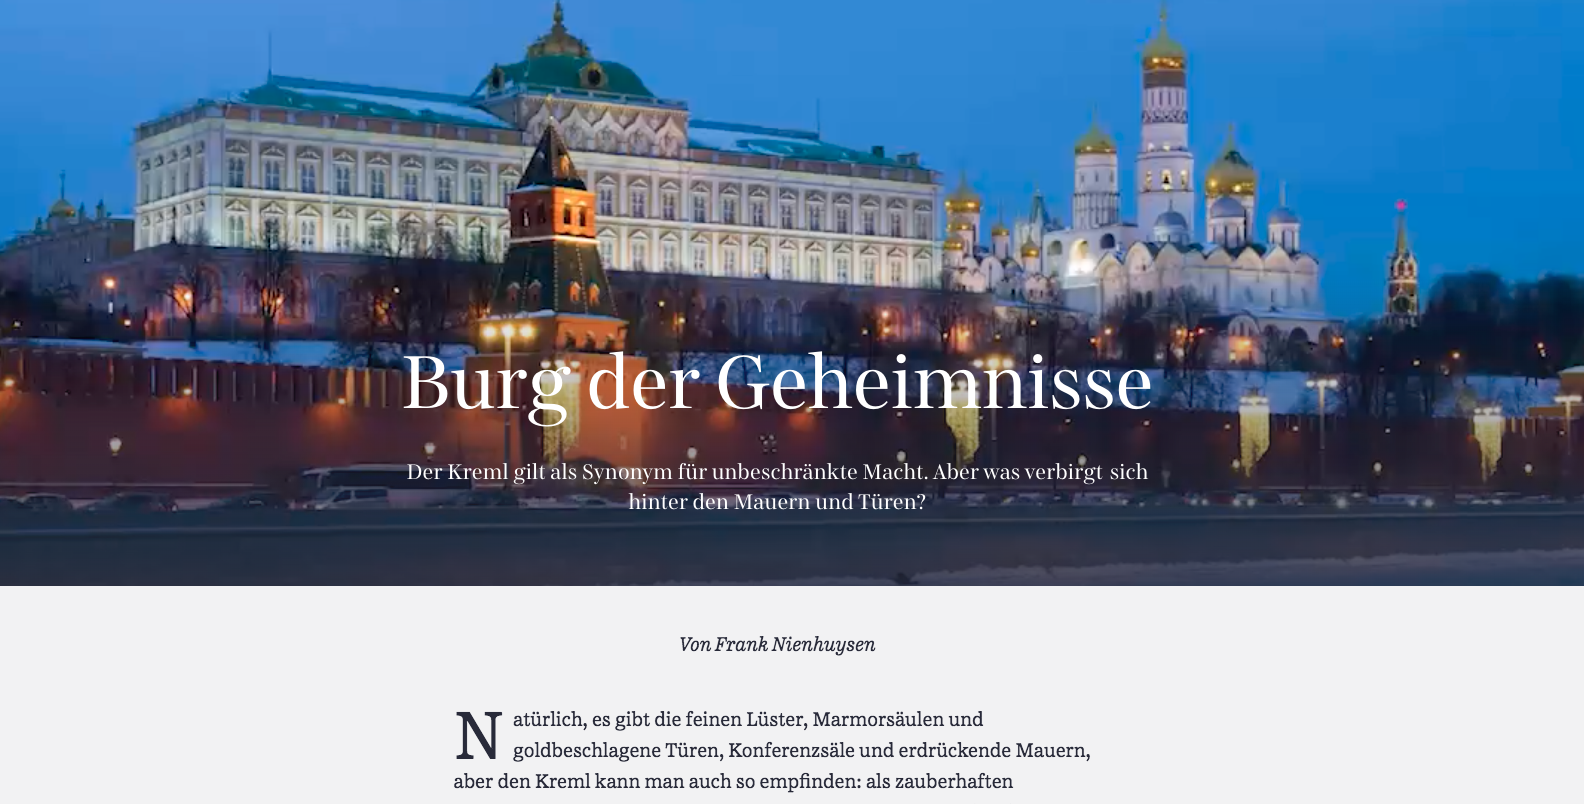 Burg der Geheimnisse
Der Kreml gilt als Synonym für unbeschränkte Macht. Aber was verbirgt sich
hinter den Mauern und Türen?
Von Frank Nienhuysen
Natürlich, es gibt die feinen Lüster, Marmorsäulen und
goldbeschlagene Türen, Konferenzsäle und erdrückende Mauern,
aber den Kreml kann man auch so empfinden: als zauberhaften